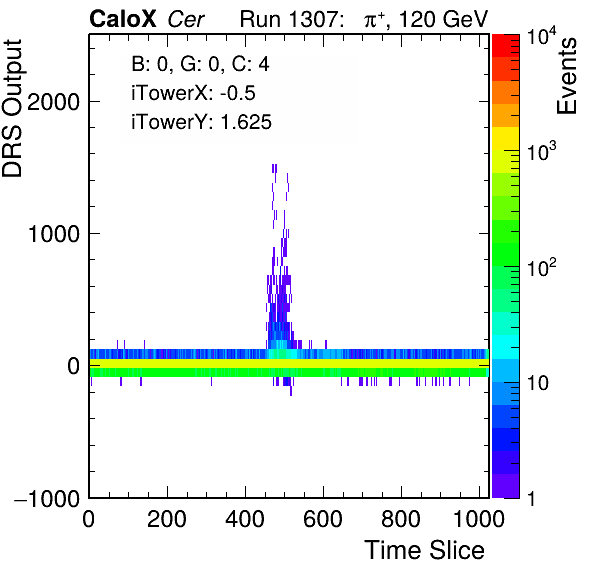 CaloX Cer Run 1307: π⁺, 120 GeV
B: 0, G: 0, C: 4
iTowerX: -0.5
iTowerY: 1.625
DRS Output
2000
1000
0
−1000
0 200 400 600 800 1000
Time Slice
Events
10⁴
10³
10²
10
1